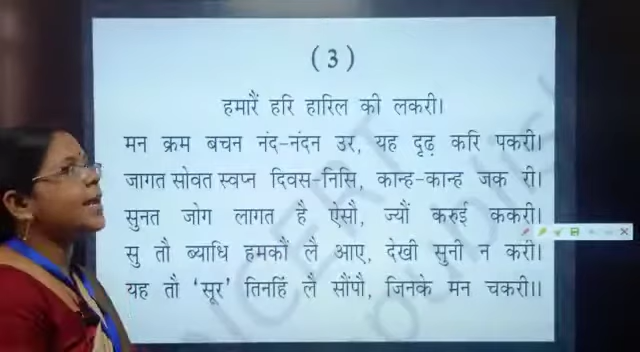 (3)
हमारैं हरि हारिल की लकरी।
मन क्रम बचन नंद-नंदन उर, यह दृढ़ करि पकरी।
जागत सोवत स्वप्न दिवस-निसि, कान्ह-कान्ह जक री।
सुनत जोग लागत है ऐसौ, ज्यौं करुई ककरी।
सु तौ ब्याधि हमकौं लै आए, देखी सुनी न करी।
यह तौ ‘सूर’ तिनहिं लै सौंपौ, जिनके मन चकरी।।